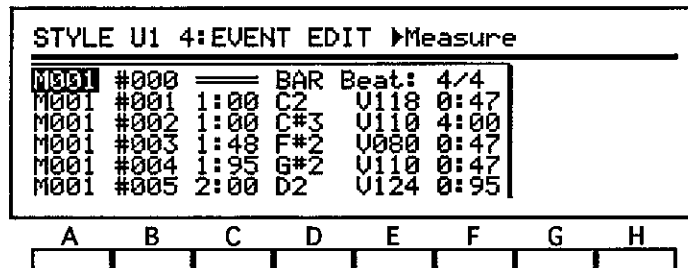 STYLE U1 4:EVENT EDIT ▶Measure
M001 #000 ═══ BAR Beat: 4/4
M001 #001 1:00 C2 V118 0:47
M001 #002 1:00 C#3 V110 4:00
M001 #003 1:48 F#2 V080 0:47
M001 #004 1:95 G#2 V110 0:47
M001 #005 2:00 D2 V124 0:95
A B C D E F G H